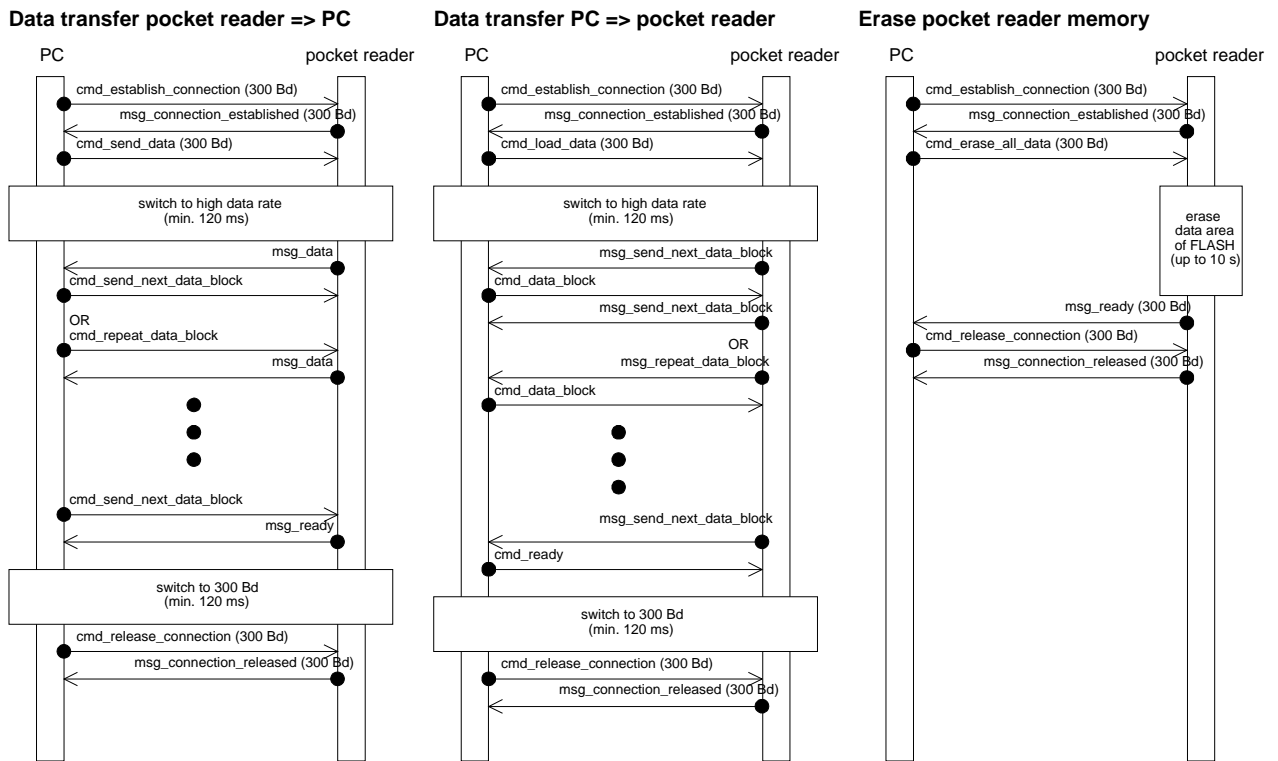 Data transfer pocket reader => PC
PC
pocket reader
cmd_establish_connection (300 Bd)
msg_connection_established (300 Bd)
cmd_send_data (300 Bd)
switch to high data rate
(min. 120 ms)
msg_data
cmd_send_next_data_block
OR
cmd_repeat_data_block
msg_data
cmd_send_next_data_block
msg_ready
switch to 300 Bd
(min. 120 ms)
cmd_release_connection (300 Bd)
msg_connection_released (300 Bd)
Data transfer PC => pocket reader
PC
pocket reader
cmd_establish_connection (300 Bd)
msg_connection_established (300 Bd)
cmd_load_data (300 Bd)
switch to high data rate
(min. 120 ms)
msg_send_next_data_block
cmd_data_block
msg_send_next_data_block
OR
msg_repeat_data_block
cmd_data_block
msg_send_next_data_block
cmd_ready
switch to 300 Bd
(min. 120 ms)
cmd_release_connection (300 Bd)
msg_connection_released (300 Bd)
Erase pocket reader memory
PC
pocket reader
cmd_establish_connection (300 Bd)
msg_connection_established (300 Bd)
cmd_erase_all_data (300 Bd)
erase
data area
of FLASH
(up to 10 s)
msg_ready (300 Bd)
cmd_release_connection (300 Bd)
msg_connection_released (300 Bd)